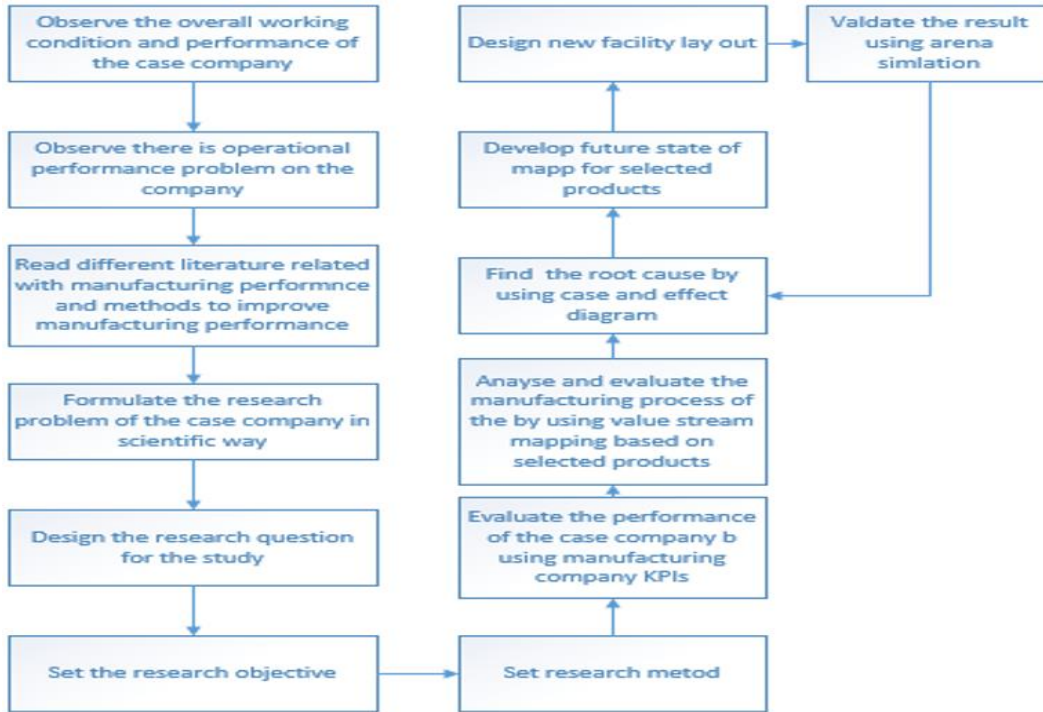 Observe the overall working
condition and performance of
the case company
Observe there is operational
performance problem on the
company
Read different literature related
with manufacturing performnce
and methods to improve
manufacturing performance
Formulate the research
problem of the case company in
scientific way
Design the research question
for the study
Set the research objective
Set research metod
Evaluate the performance
of the case company b
using manufacturing
company KPIs
Anayse and evaluate the
manufacturing process of
the by using value stream
mapping based on
selected products
Find the root cause by
using case and effect
diagram
Develop future state of
mapp for selected
products
Design new facility lay out
Valdate the result
using arena
simlation